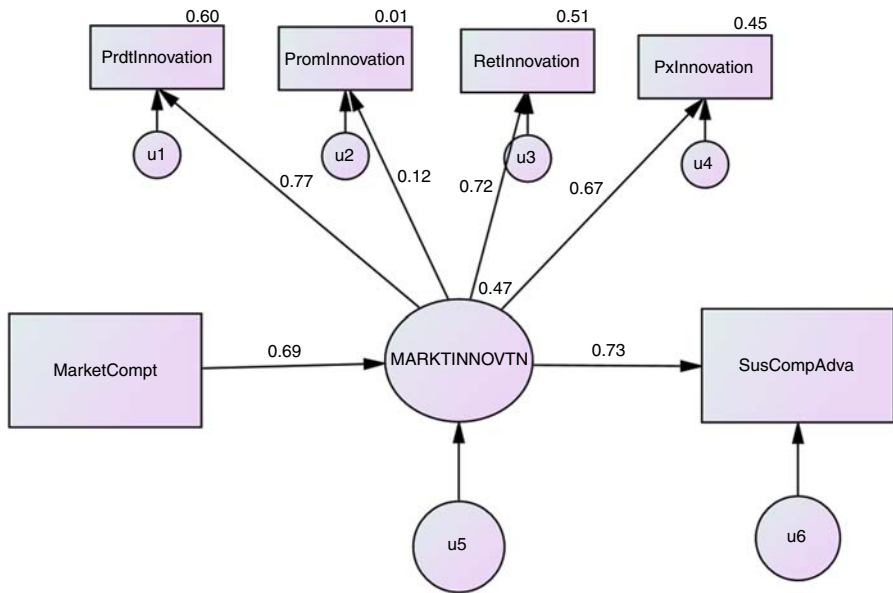 0.60
0.01
0.51
0.45
PrdtInnovation
PromInnovation
RetInnovation
PxInnovation
u1
u2
u3
u4
0.77
0.12
0.72
0.67
0.47
MarketCompt
0.69
MARKTINNOVTN
0.73
SusCompAdva
u5
u6